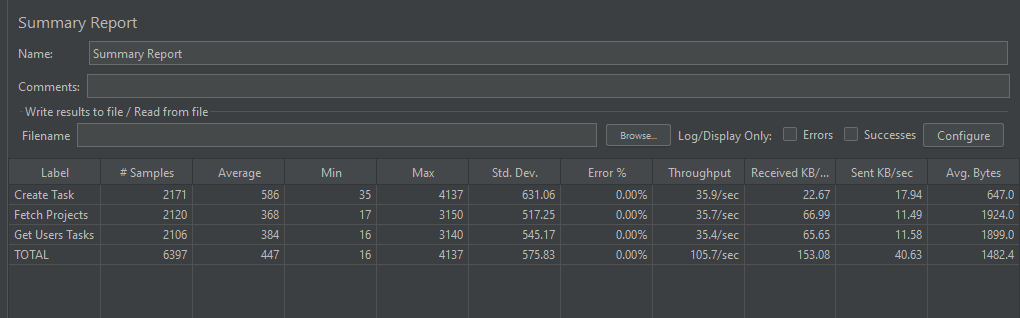 Summary Report
Name: Summary Report
Comments:
Write results to file / Read from file
Filename Browse... Log/Display Only: Errors Successes Configure
Label # Samples Average Min Max Std. Dev. Error % Throughput Received KB/... Sent KB/sec Avg. Bytes
Create Task 2171 586 35 4137 631.06 0.00% 35.9/sec 22.67 17.94 647.0
Fetch Projects 2120 368 17 3150 517.25 0.00% 35.7/sec 66.99 11.49 1924.0
Get Users Tasks 2106 384 16 3140 545.17 0.00% 35.4/sec 65.65 11.58 1899.0
TOTAL 6397 447 16 4137 575.83 0.00% 105.7/sec 153.08 40.63 1482.4